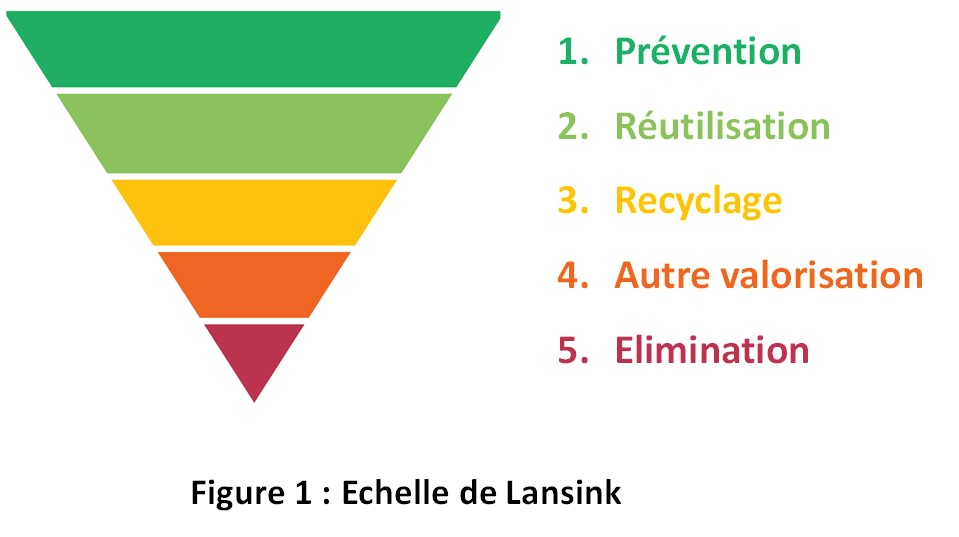 1. Prévention
2. Réutilisation
3. Recyclage
4. Autre valorisation
5. Elimination
Figure 1 : Echelle de Lansink